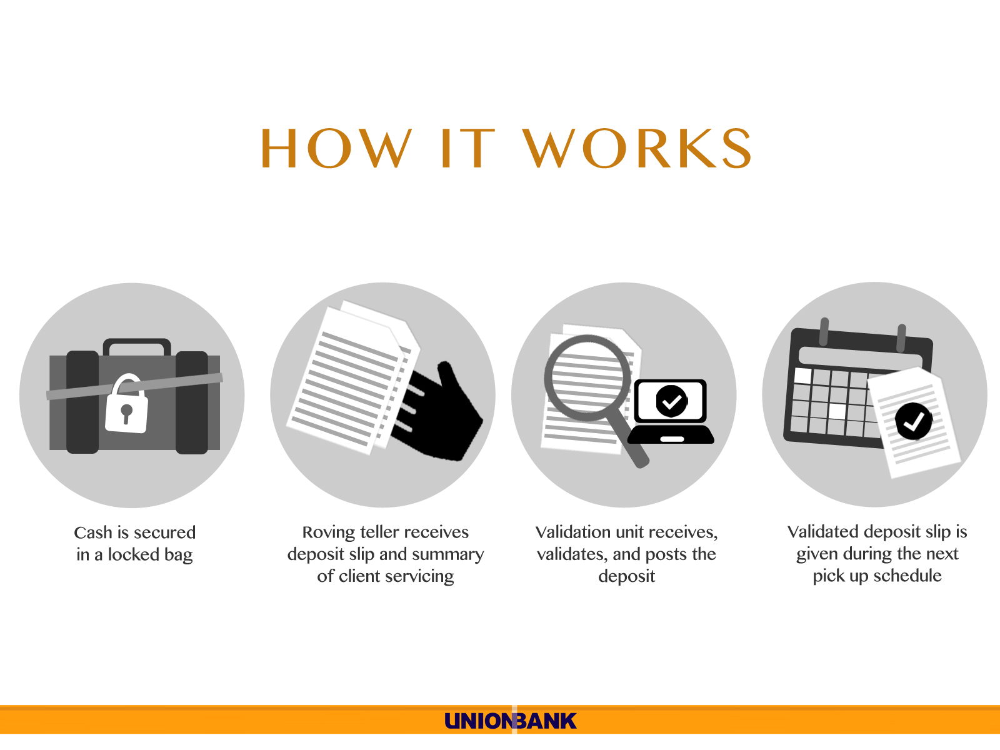 HOW IT WORKS
Cash is secured
in a locked bag
Roving teller receives
deposit slip and summary
of client servicing
Validation unit receives,
validates, and posts the
deposit
Validated deposit slip is
given during the next
pick up schedule
UNIONBANK